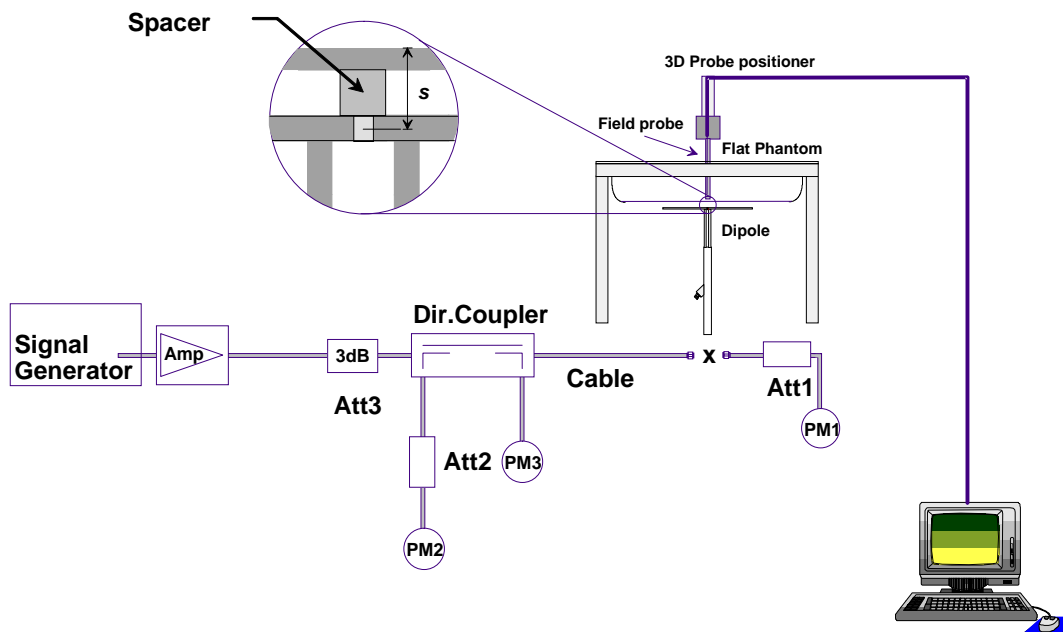 Spacer
s
3D Probe positioner
Field probe
Flat Phantom
Dipole
Dir.Coupler
Signal
Generator
Amp
3dB
Att3
Cable
x
Att1
PM1
Att2
PM3
PM2